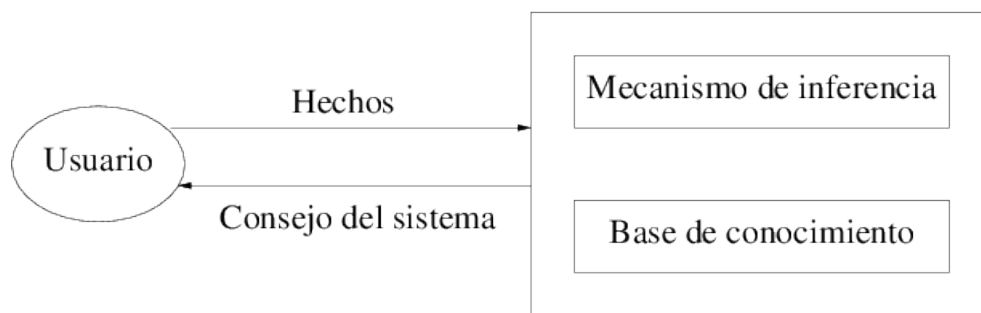 Hechos
Usuario
Consejo del sistema
Mecanismo de inferencia
Base de conocimiento